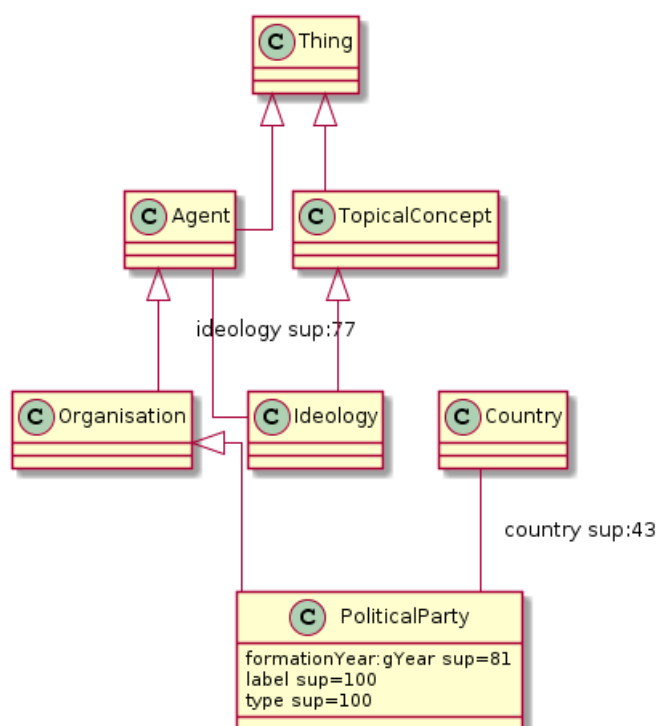 C Thing
C Agent
C TopicalConcept
ideology sup:77
C Organisation
C Ideology
C Country
country sup:43
C PoliticalParty
formationYear:gYear sup=81
label sup=100
type sup=100